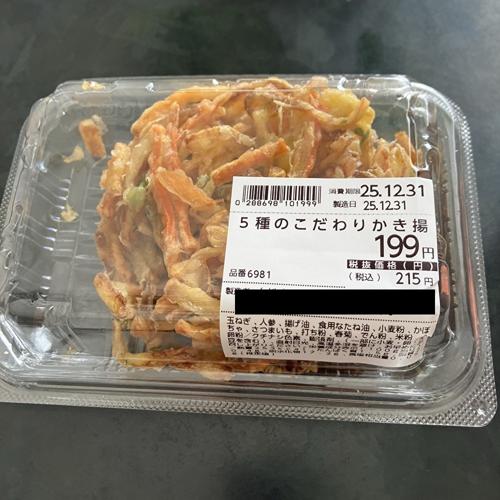 0 288698 101999
消費期限 25.12.31
製造日 25.12.31
5種のこだわりかき揚
199円
税抜価格(円)
(税込) 215円
品番6981
玉ねぎ、人参、揚げ油、食用なたね油、小麦粉、かぼ
ちゃ、さつまいも、打ち粉、春菊、でん粉、米粉